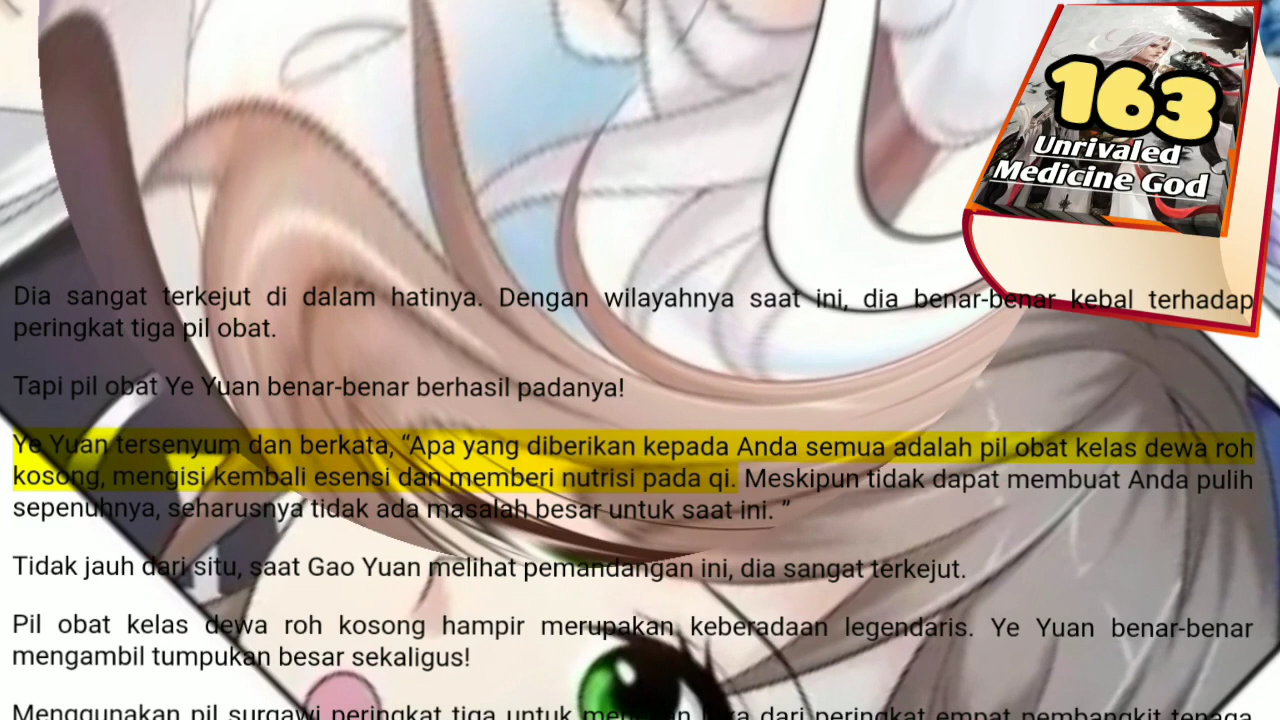 163
Unrivaled
Medicine God
Dia sangat terkejut di dalam hatinya. Dengan wilayahnya saat ini, dia benar-benar kebal terhadap
peringkat tiga pil obat.
Tapi pil obat Ye Yuan benar-benar berhasil padanya!
Ye Yuan tersenyum dan berkata, “Apa yang diberikan kepada Anda semua adalah pil obat kelas dewa roh
kosong, mengisi kembali esensi dan memberi nutrisi pada qi. Meskipun tidak dapat membuat Anda pulih
sepenuhnya, seharusnya tidak ada masalah besar untuk saat ini. ”
Tidak jauh dari situ, saat Gao Yuan melihat pemandangan ini, dia sangat terkejut.
Pil obat kelas dewa roh kosong hampir merupakan keberadaan legendaris. Ye Yuan benar-benar
mengambil tumpukan besar sekaligus!
Menggunakan pil surgawi peringkat tiga untuk dari peringkat empat pembangkit tenaga